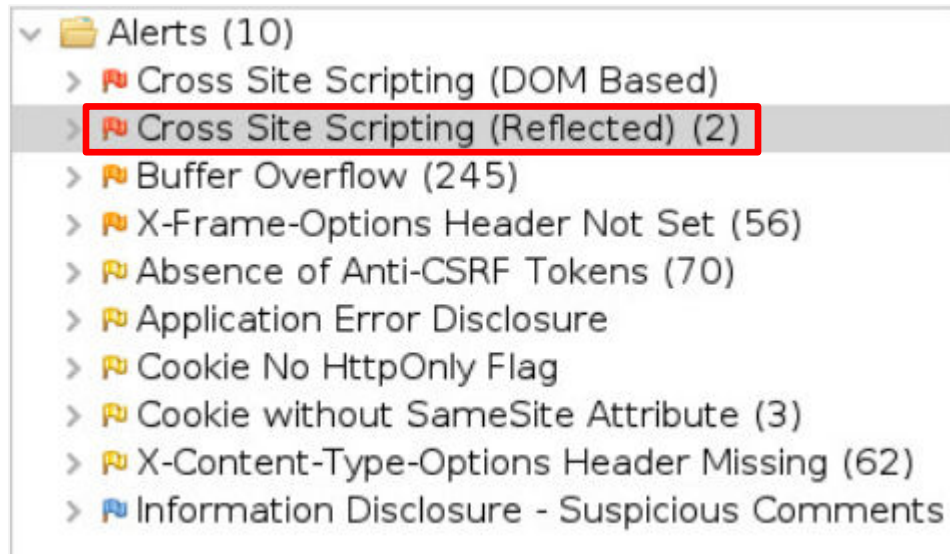 Alerts (10)
Cross Site Scripting (DOM Based)
Cross Site Scripting (Reflected) (2)
Buffer Overflow (245)
X-Frame-Options Header Not Set (56)
Absence of Anti-CSRF Tokens (70)
Application Error Disclosure
Cookie No HttpOnly Flag
Cookie without SameSite Attribute (3)
X-Content-Type-Options Header Missing (62)
Information Disclosure - Suspicious Comments